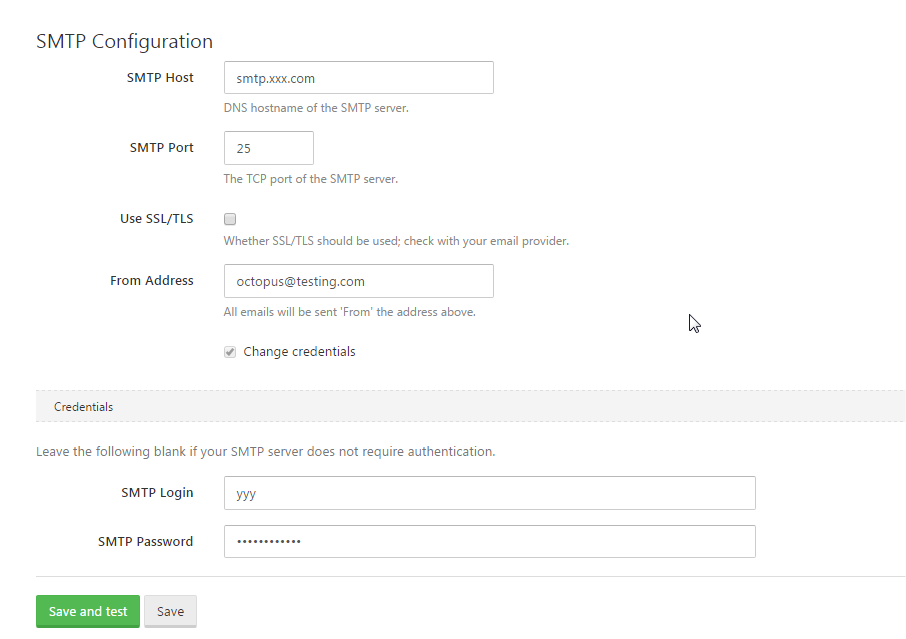 SMTP Configuration
SMTP Host smtp.xxx.com
DNS hostname of the SMTP server.
SMTP Port 25
The TCP port of the SMTP server.
Use SSL/TLS
Whether SSL/TLS should be used; check with your email provider.
From Address octopus@testing.com
All emails will be sent 'From' the address above.
Change credentials
Credentials
Leave the following blank if your SMTP server does not require authentication.
SMTP Login yyy
SMTP Password ••••••••••••
Save and test Save